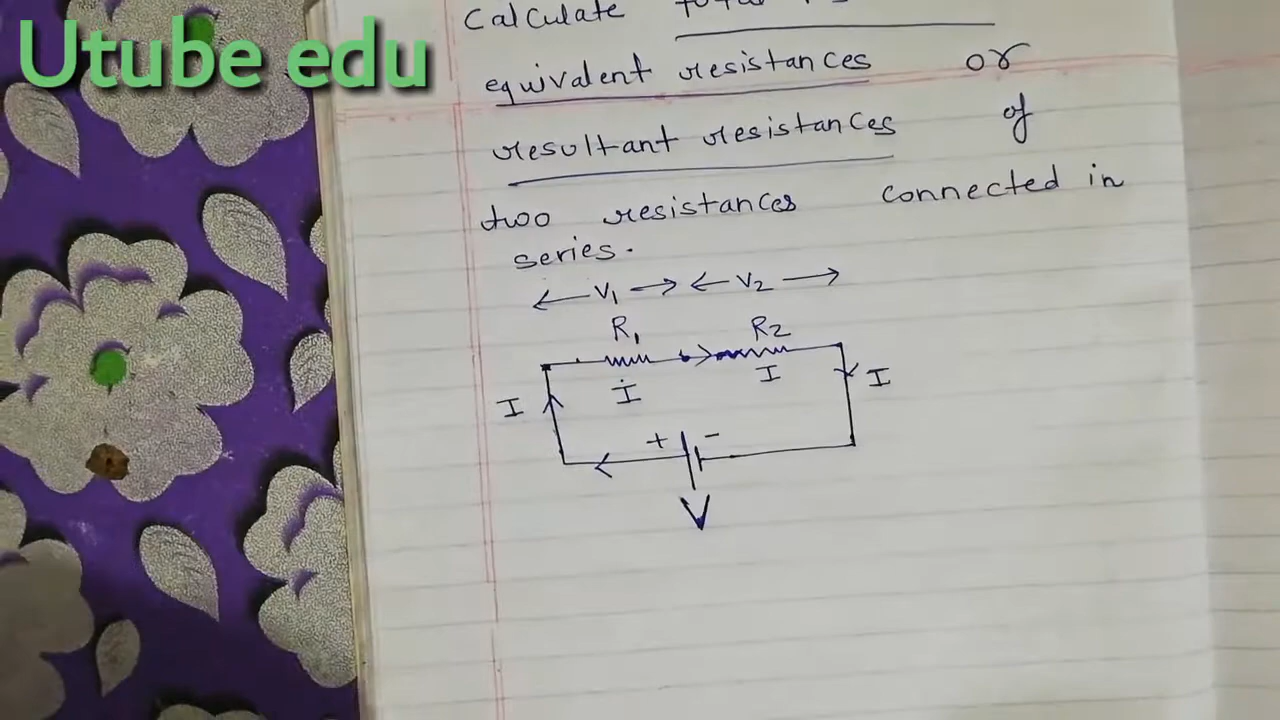 Utube edu
Calculate
equivalent resistances or
resultant resistances of
two resistances connected in
series.
V1 V2
R1 R2
I I I I
+ -
V